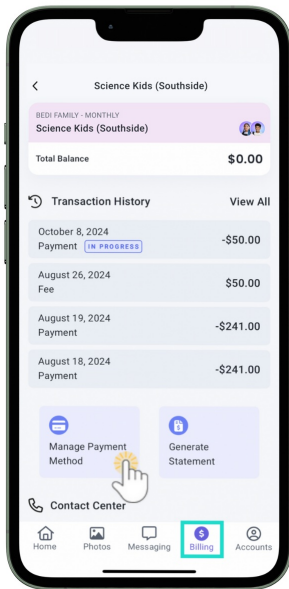 Science Kids (Southside)
BEDI FAMILY - MONTHLY
Science Kids (Southside)
Total Balance $0.00
Transaction History View All
October 8, 2024
Payment IN PROGRESS -$50.00
August 26, 2024
Fee $50.00
August 19, 2024
Payment -$241.00
August 18, 2024
Payment -$241.00
Manage Payment
Method
Generate
Statement
Contact Center
Home Photos Messaging Billing Accounts